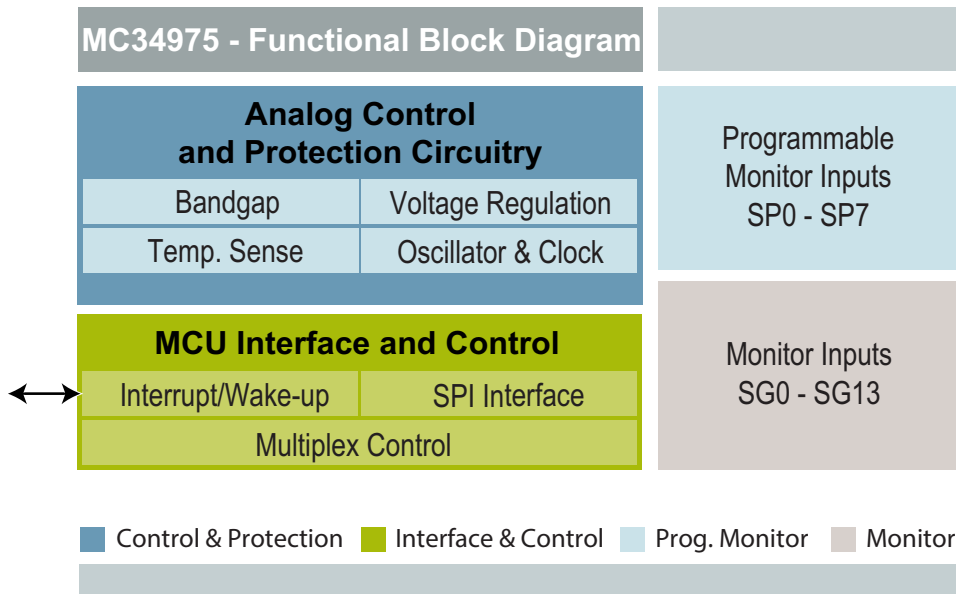 MC34975 - Functional Block Diagram
Analog Control
and Protection Circuitry
Bandgap
Voltage Regulation
Temp. Sense
Oscillator & Clock
MCU Interface and Control
Interrupt/Wake-up
SPI Interface
Multiplex Control
Programmable
Monitor Inputs
SP0 - SP7
Monitor Inputs
SG0 - SG13
Control & Protection
Interface & Control
Prog. Monitor
Monitor